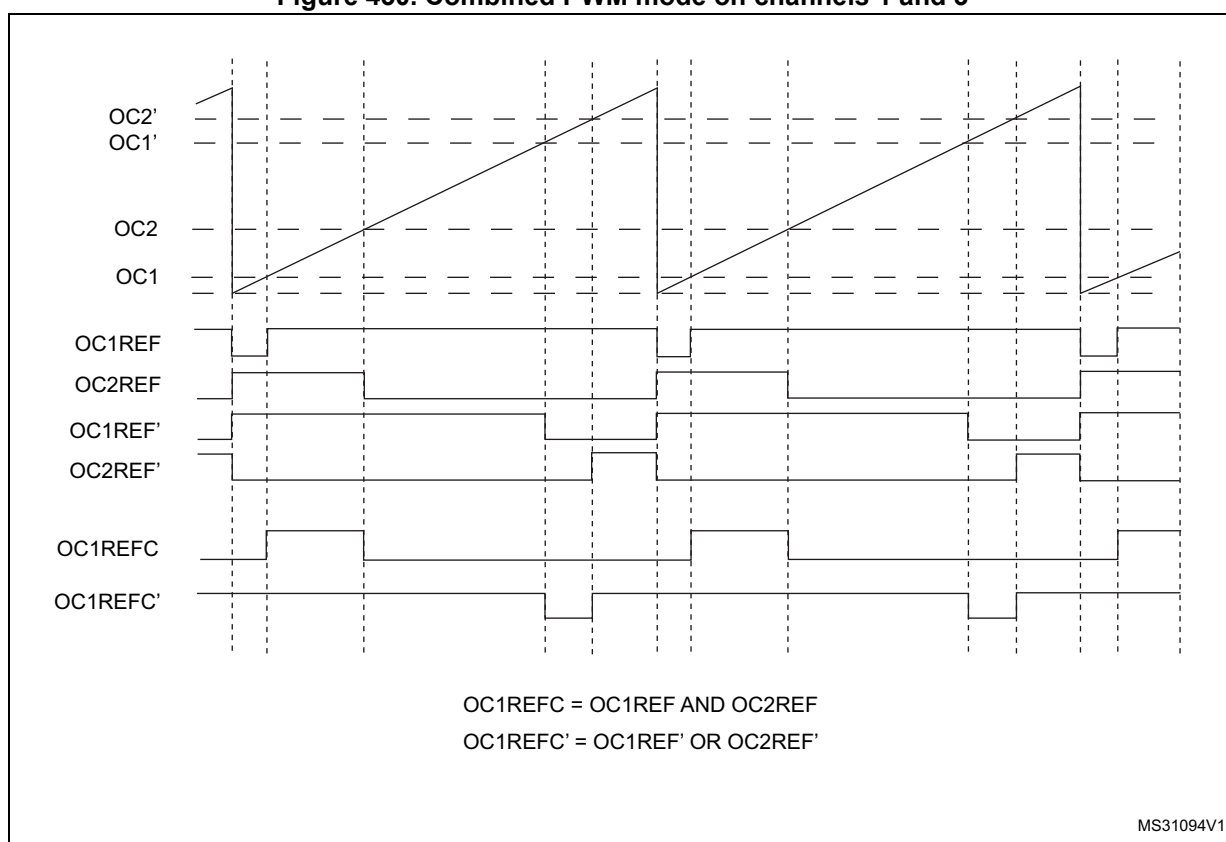 OC2’
OC1’
OC2
OC1
OC1REF
OC2REF
OC1REF’
OC2REF’
OC1REFC
OC1REFC’
OC1REFC = OC1REF AND OC2REF
OC1REFC’ = OC1REF’ OR OC2REF’
MS31094V1